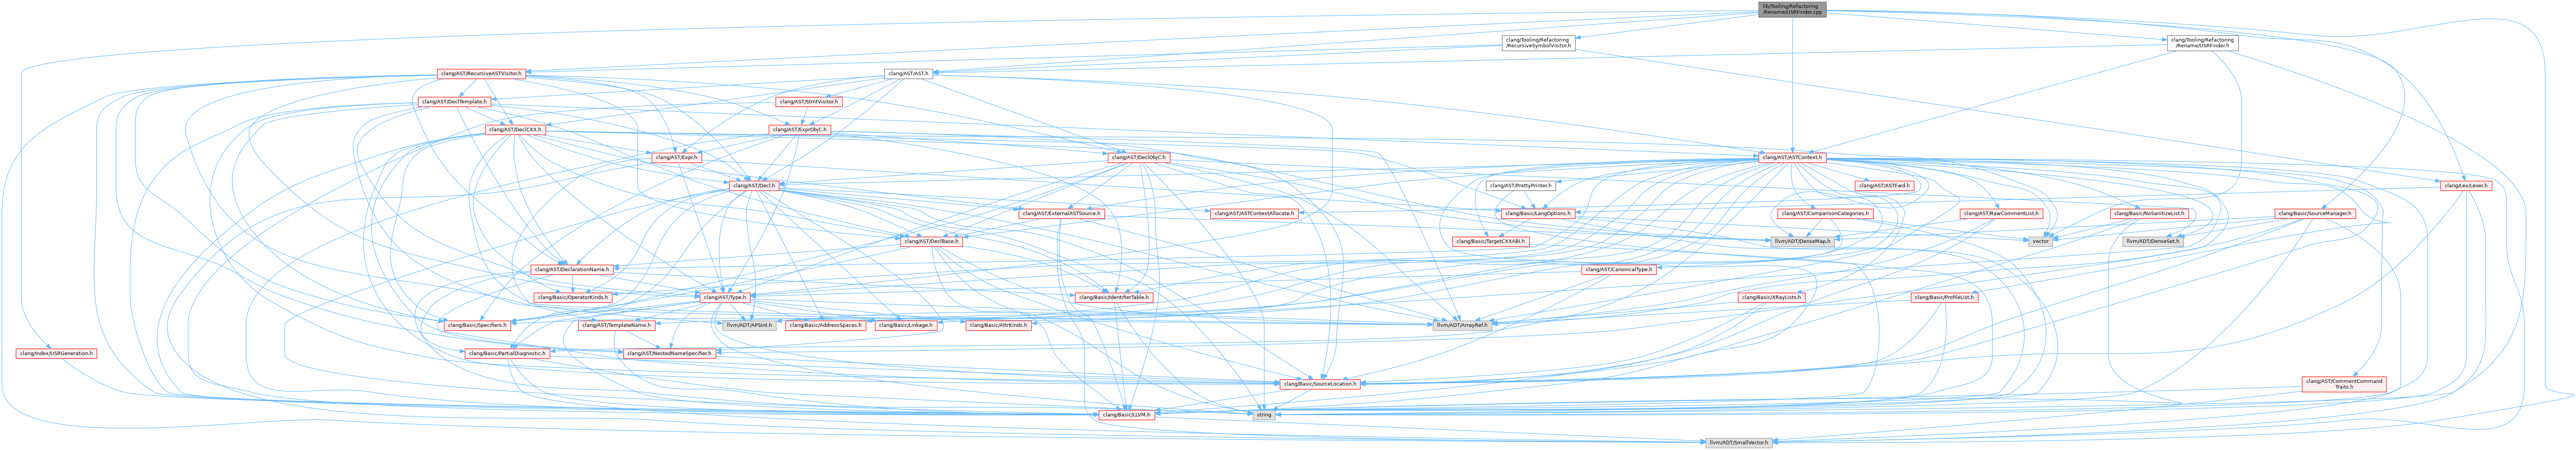 lib/Tooling/Refactoring
/Rename/USRFinder.cpp
clang/Tooling/Refactoring
/RecursiveSymbolVisitor.h
clang/Tooling/Refactoring
/Rename/USRFinder.h
clang/AST/RecursiveASTVisitor.h
clang/AST/AST.h
clang/AST/DeclTemplate.h
clang/AST/StmtVisitor.h
clang/AST/DeclCXX.h
clang/AST/ExprObjC.h
clang/AST/Expr.h
clang/AST/DeclObjC.h
clang/AST/ASTContext.h
clang/AST/Decl.h
clang/AST/PrettyPrinter.h
clang/AST/ASTFwd.h
clang/Lex/Lexer.h
clang/AST/ExternalASTSource.h
clang/AST/ASTContextAllocate.h
clang/Basic/LangOptions.h
clang/AST/ComparisonCategories.h
clang/AST/RawCommentList.h
clang/Basic/NoSanitizeList.h
clang/Basic/SourceManager.h
clang/AST/DeclBase.h
clang/Basic/TargetCXXABI.h
llvm/ADT/DenseMap.h
vector
llvm/ADT/DenseSet.h
clang/AST/DeclarationName.h
clang/AST/CanonicalType.h
clang/Basic/OperatorKinds.h
clang/AST/Type.h
clang/Basic/IdentifierTable.h
clang/Basic/XRayLists.h
clang/Basic/ProfileList.h
clang/Basic/Specifiers.h
clang/AST/TemplateName.h
llvm/ADT/APSInt.h
clang/Basic/AddressSpaces.h
clang/Basic/Linkage.h
clang/Basic/AttrKinds.h
llvm/ADT/ArrayRef.h
clang/Index/USRGeneration.h
clang/Basic/PartialDiagnostic.h
clang/AST/NestedNameSpecifier.h
clang/Basic/SourceLocation.h
clang/AST/CommentCommand
Traits.h
clang/Basic/LLVM.h
string
llvm/ADT/SmallVector.h